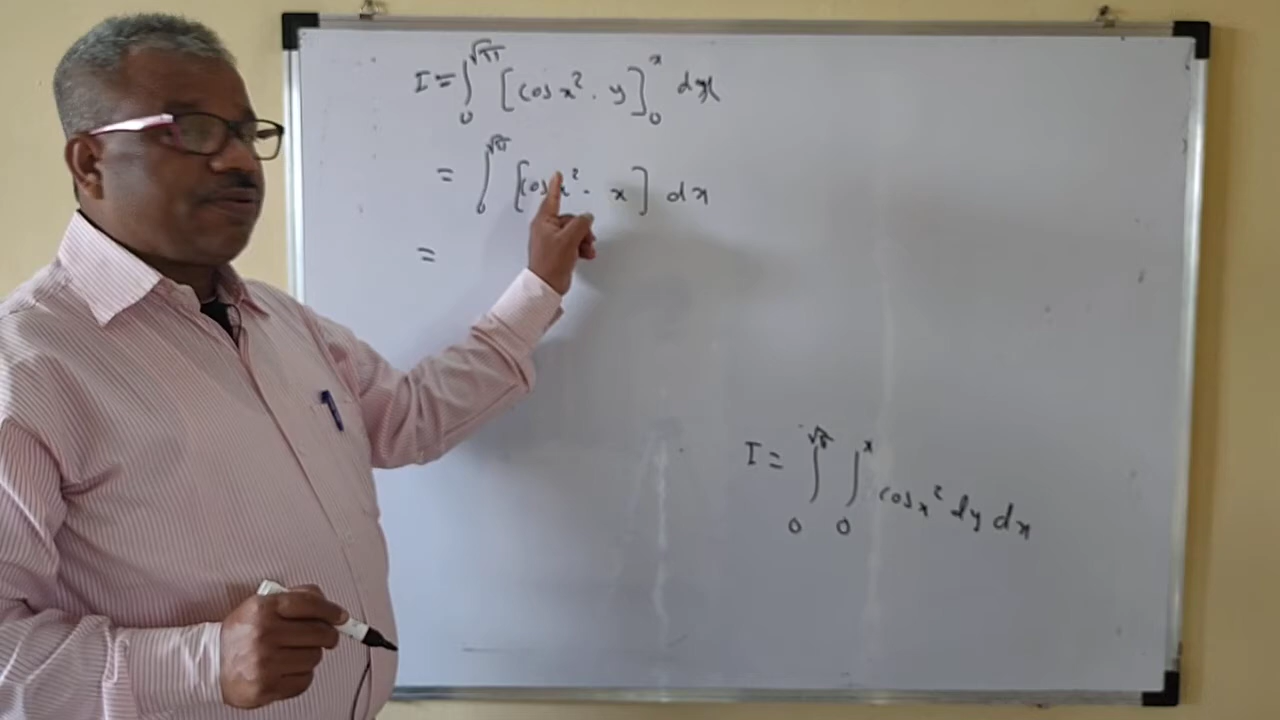 I = ∫₀^√π [cos x² · y]₀^x dx
= ∫₀^√π [cos x² · x] dx
=
I = ∫₀^√π ∫₀^x cos x² dy dx